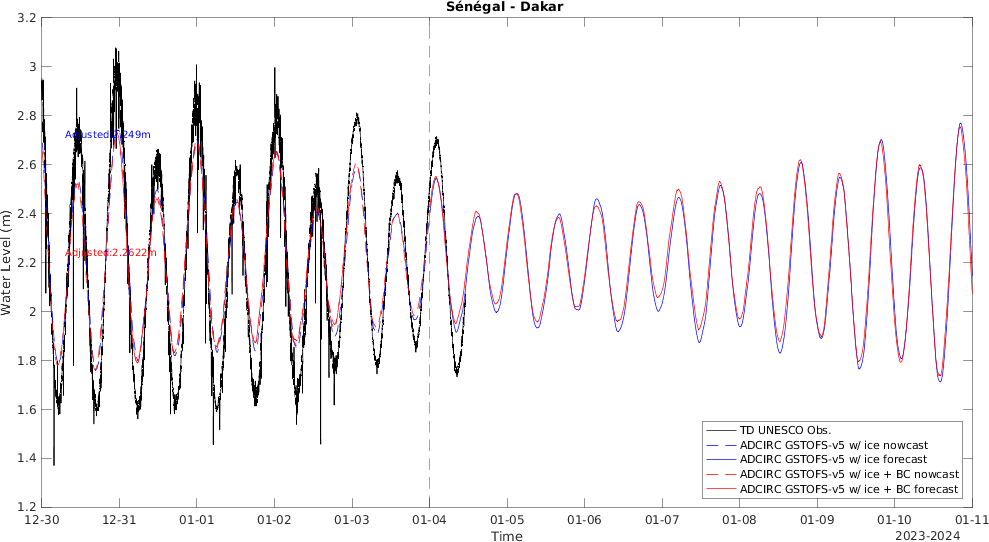 Sénégal - Dakar
3.2
3
2.8
2.6
2.4
2.2
2
1.8
1.6
1.4
1.2
Water Level (m)
Adjusted:2.2622m
TD UNESCO Obs.
ADCIRC GSTOFS-v5 w/ ice nowcast
ADCIRC GSTOFS-v5 w/ ice forecast
ADCIRC GSTOFS-v5 w/ ice + BC nowcast
ADCIRC GSTOFS-v5 w/ ice + BC forecast
12-30 12-31 01-01 01-02 01-03 01-04 01-05 01-06 01-07 01-08 01-09 01-10 01-11
Time
2023-2024